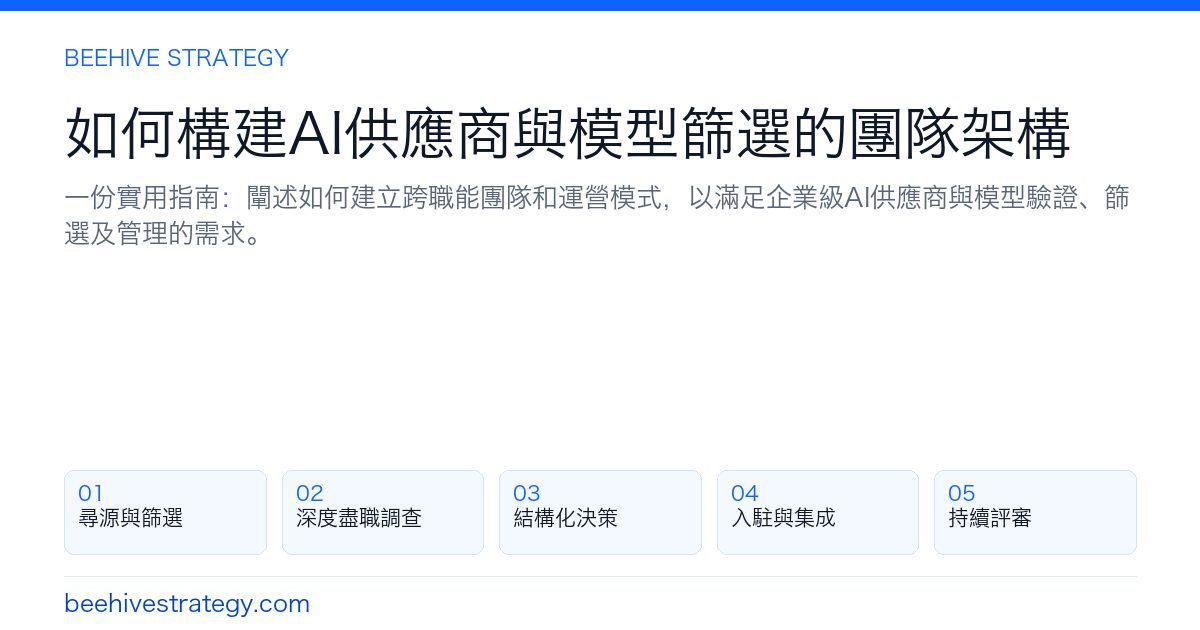 BEEHIVE STRATEGY
如何構建AI供應商與模型篩選的團隊架構
一份實用指南：闡述如何建立跨職能團隊和運營模式，以滿足企業級AI供應商與模型驗證、篩
選及管理的需求。
01
尋源與篩選
02
深度盡職調查
03
結構化決策
04
入駐與集成
05
持續評審
beehivestrategy.com